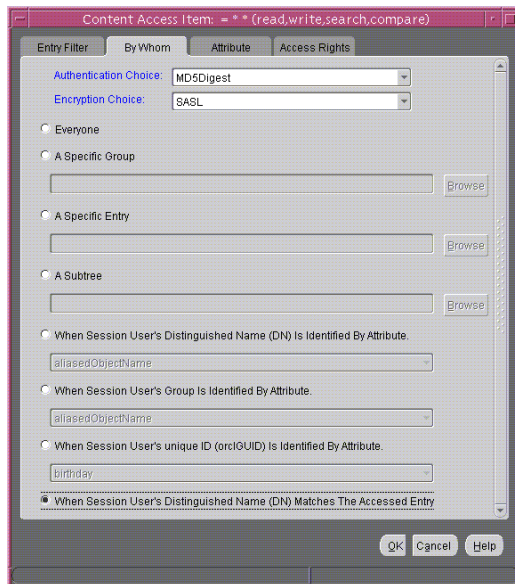 Content Access Item: = * * (read,write,search,compare)
Entry Filter
By Whom
Attribute
Access Rights
Authentication Choice: MD5Digest
Encryption Choice: SASL
Everyone
A Specific Group
Browse
A Specific Entry
Browse
A Subtree
Browse
When Session User's Distinguished Name (DN) Is Identified By Attribute.
aliasedObjectName
When Session User's Group Is Identified By Attribute.
aliasedObjectName
When Session User's unique ID (orclGUID) Is Identified By Attribute.
birthday
When Session User's Distinguished Name (DN) Matches The Accessed Entry
OK Cancel Help